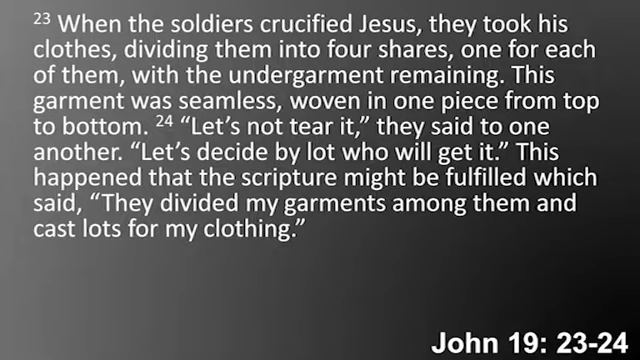 23 When the soldiers crucified Jesus, they took his
clothes, dividing them into four shares, one for each
of them, with the undergarment remaining. This
garment was seamless, woven in one piece from top
to bottom. 24 “Let’s not tear it,” they said to one
another. “Let’s decide by lot who will get it.” This
happened that the scripture might be fulfilled which
said, “They divided my garments among them and
cast lots for my clothing.”
John 19: 23-24